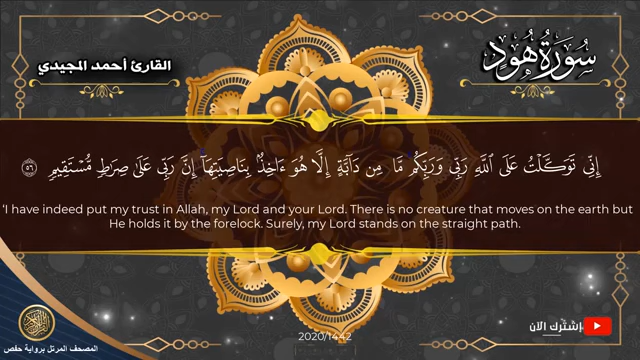 القارئ أحمد المجيدي
سُورَةُ هُود
إِنِّي تَوَكَّلْتُ عَلَى ٱللَّهِ رَبِّي وَرَبِّكُم مَّا مِن دَآبَّةٍ إِلَّا هُوَ ءَاخِذٌۢ بِنَاصِيَتِهَآ إِنَّ رَبِّي عَلَىٰ صِرَٰطٍ مُّسْتَقِيمٍ ٥٦
'I have indeed put my trust in Allah, my Lord and your Lord. There is no creature that moves on the earth but
He holds it by the forelock. Surely, my Lord stands on the straight path.
2020/1442
إشترك الآن
المصحف المرتل برواية حفص